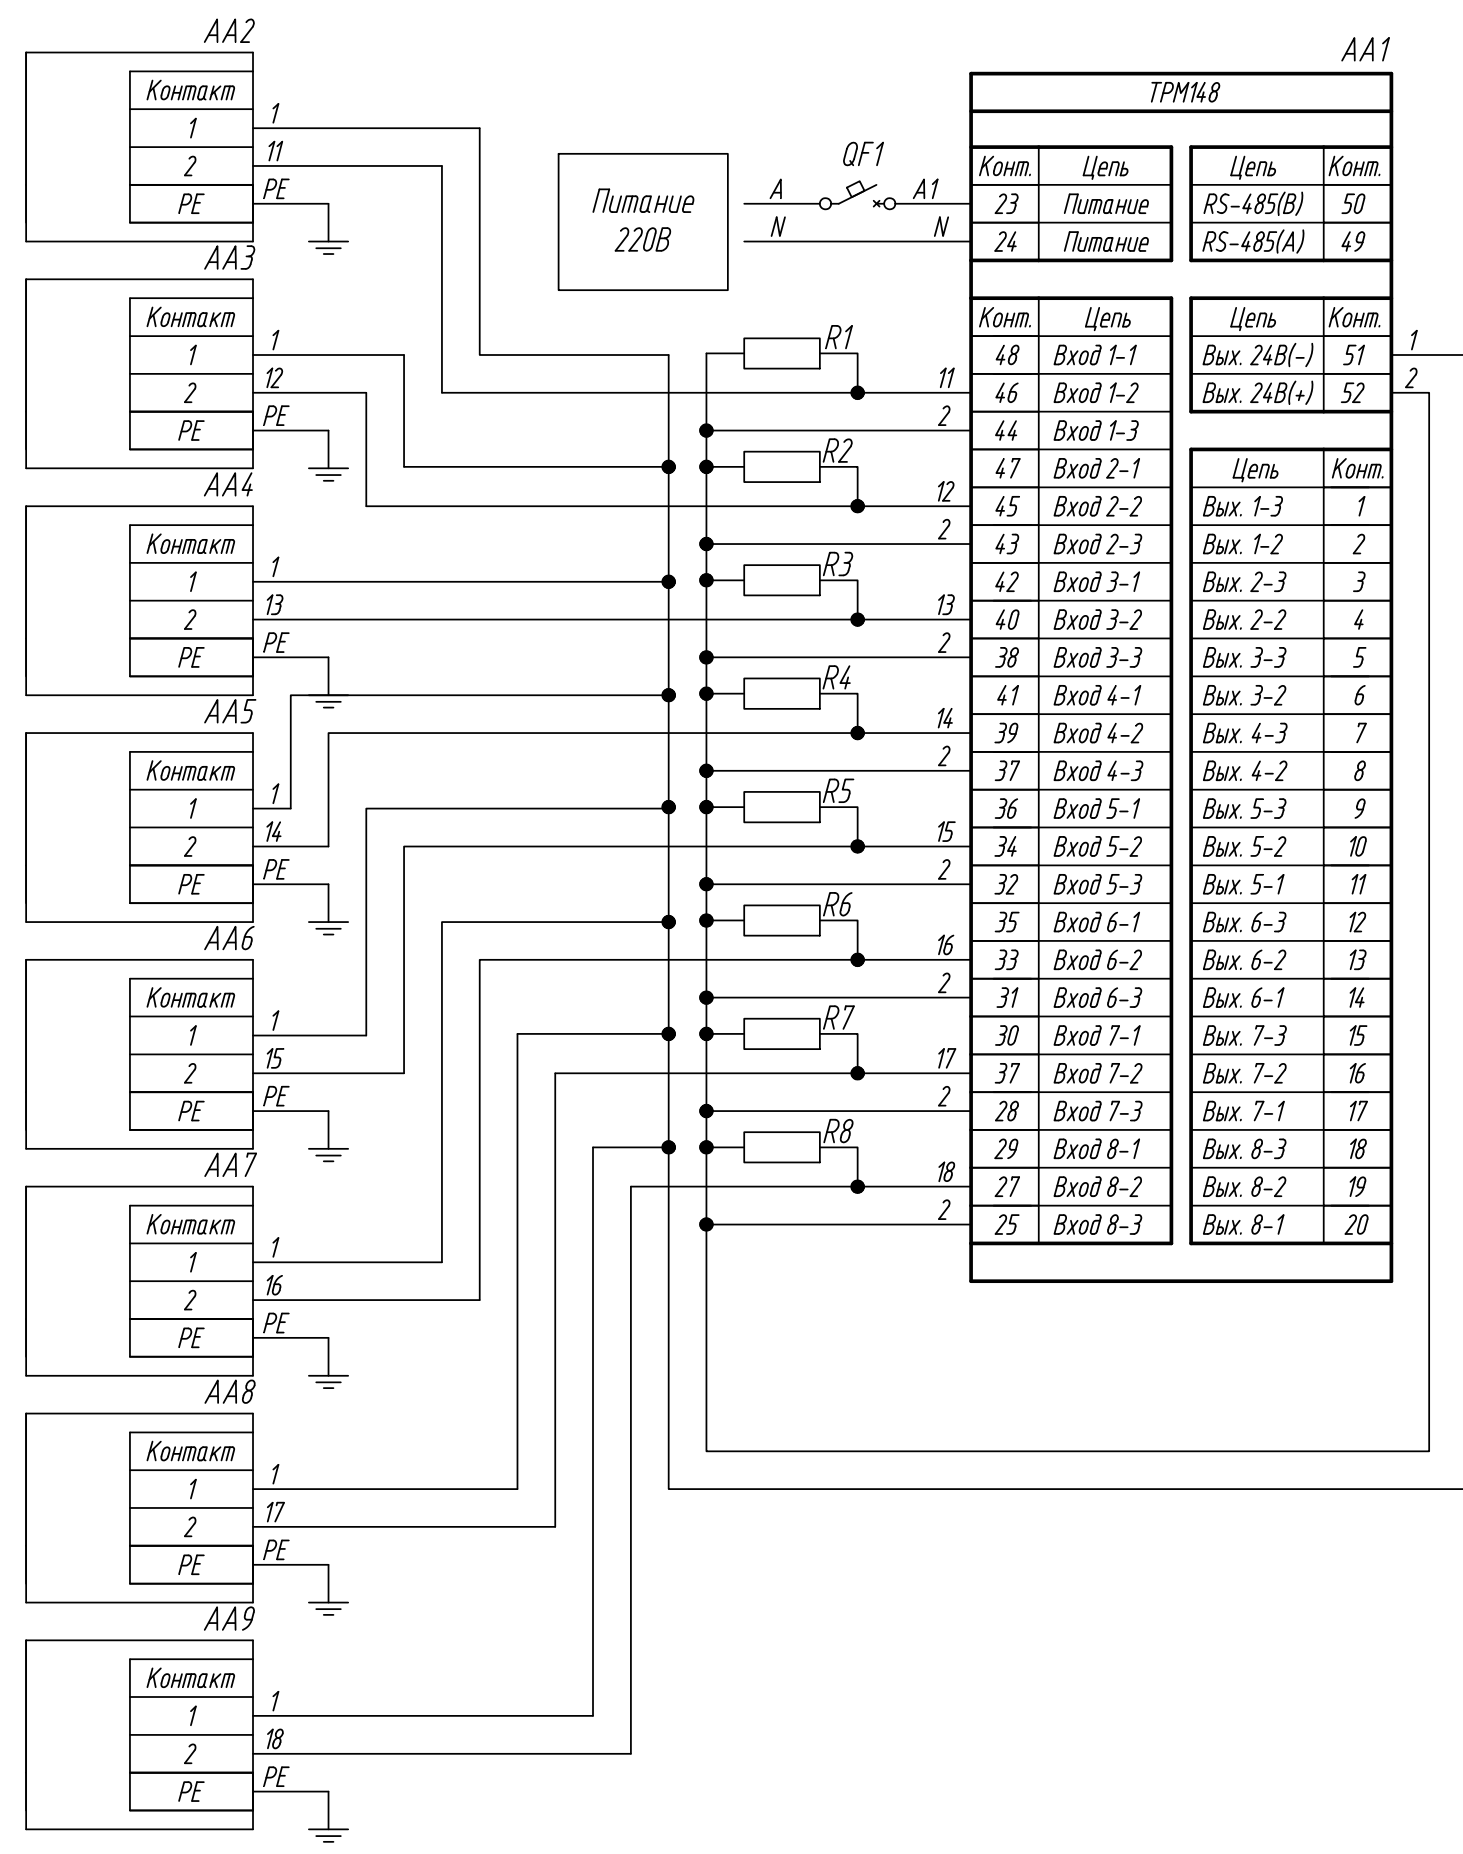 AA2
Контакт
1 1
2 11
PE PE
AA3
Контакт
1 1
2 12
PE PE
AA4
Контакт
1 1
2 13
PE PE
AA5
Контакт
1 1
2 14
PE PE
AA6
Контакт
1 1
2 15
PE PE
AA7
Контакт
1 1
2 16
PE PE
AA8
Контакт
1 1
2 17
PE PE
AA9
Контакт
1 1
2 18
PE PE
Питание
220В
QF1
A A1
N N
R1
11
2
R2
12
2
R3
13
2
R4
14
2
R5
15
2
R6
16
2
R7
17
2
R8
18
2
AA1
ТРМ148
Конт. Цепь
23 Питание
24 Питание
Цепь Конт.
RS-485(B) 50
RS-485(A) 49
Конт. Цепь
48 Вход 1-1
46 Вход 1-2
44 Вход 1-3
47 Вход 2-1
45 Вход 2-2
43 Вход 2-3
42 Вход 3-1
40 Вход 3-2
38 Вход 3-3
41 Вход 4-1
39 Вход 4-2
37 Вход 4-3
36 Вход 5-1
34 Вход 5-2
32 Вход 5-3
35 Вход 6-1
33 Вход 6-2
31 Вход 6-3
30 Вход 7-1
37 Вход 7-2
28 Вход 7-3
29 Вход 8-1
27 Вход 8-2
25 Вход 8-3
Цепь Конт.
Вых. 24В(-) 51 1
Вых. 24В(+) 52 2
Цепь Конт.
Вых. 1-3 1
Вых. 1-2 2
Вых. 2-3 3
Вых. 2-2 4
Вых. 3-3 5
Вых. 3-2 6
Вых. 4-3 7
Вых. 4-2 8
Вых. 5-3 9
Вых. 5-2 10
Вых. 5-1 11
Вых. 6-3 12
Вых. 6-2 13
Вых. 6-1 14
Вых. 7-3 15
Вых. 7-2 16
Вых. 7-1 17
Вых. 8-3 18
Вых. 8-2 19
Вых. 8-1 20